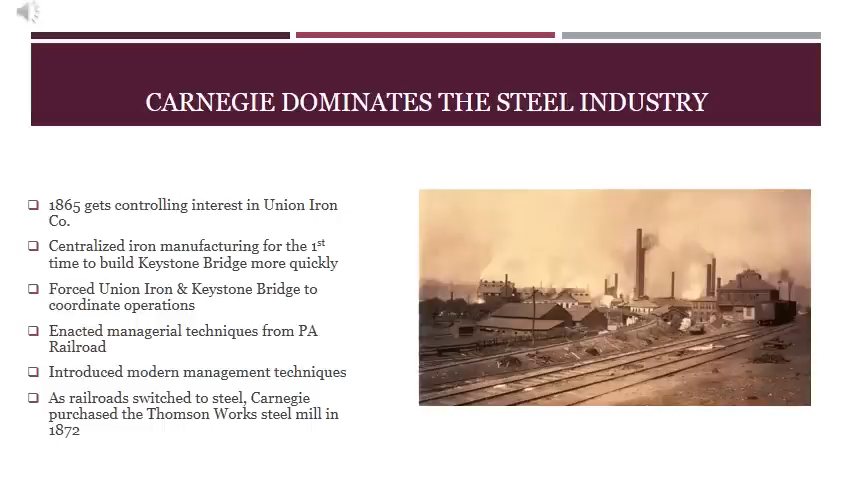 CARNEGIE DOMINATES THE STEEL INDUSTRY
1865 gets controlling interest in Union Iron
Co.
Centralized iron manufacturing for the 1st
time to build Keystone Bridge more quickly
Forced Union Iron & Keystone Bridge to
coordinate operations
Enacted managerial techniques from PA
Railroad
Introduced modern management techniques
As railroads switched to steel, Carnegie
purchased the Thomson Works steel mill in
1872